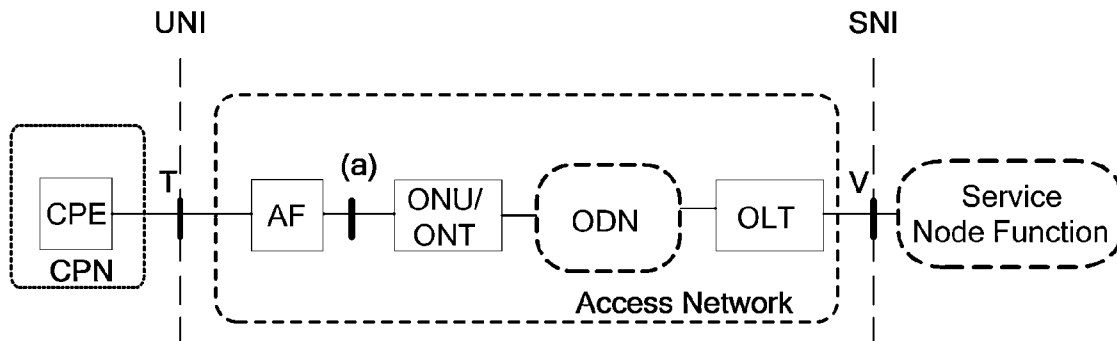 UNI
SNI
T
(a)
V
CPE
AF
ONU/
ONT
ODN
OLT
Service
Node Function
CPN
Access Network